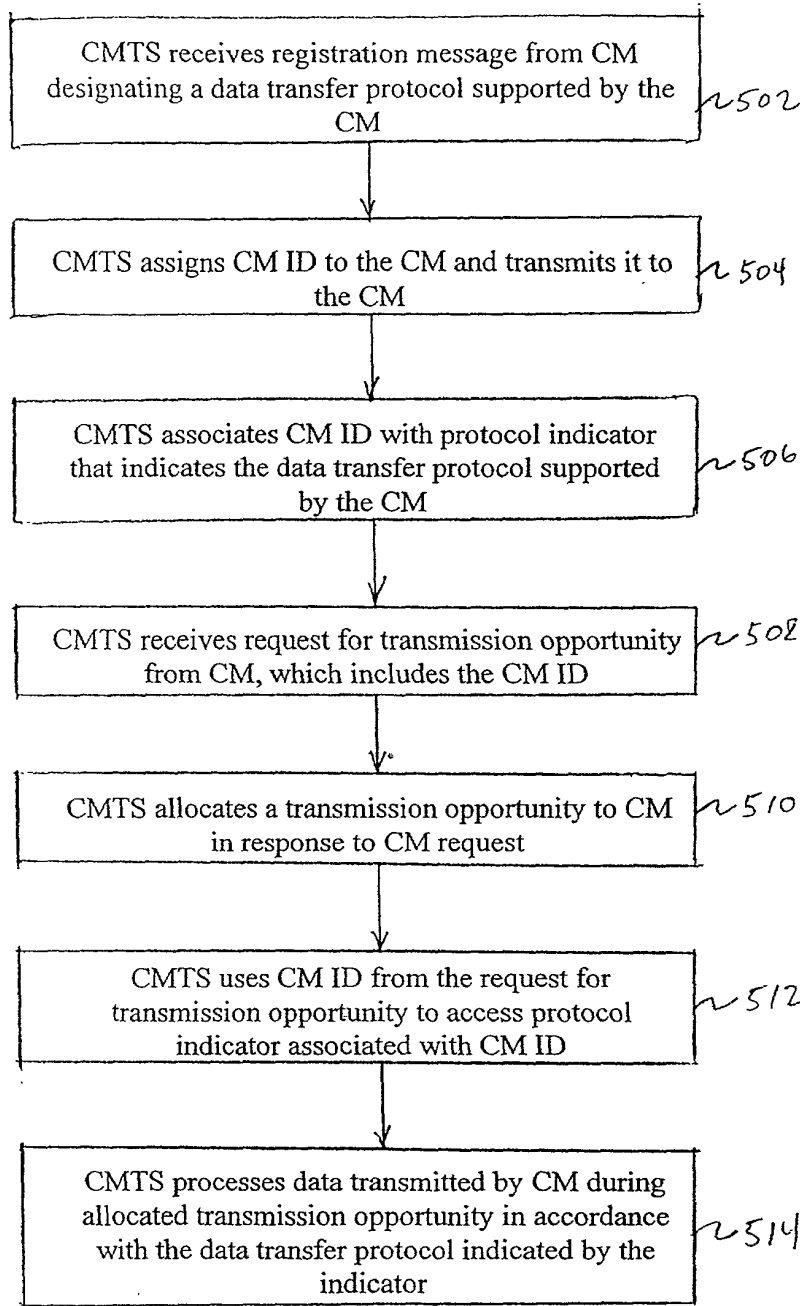 CMTS receives registration message from CM
designating a data transfer protocol supported by the
CM
502
CMTS assigns CM ID to the CM and transmits it to
the CM
504
CMTS associates CM ID with protocol indicator
that indicates the data transfer protocol supported
by the CM
506
CMTS receives request for transmission opportunity
from CM, which includes the CM ID
508
CMTS allocates a transmission opportunity to CM
in response to CM request
510
CMTS uses CM ID from the request for
transmission opportunity to access protocol
indicator associated with CM ID
512
CMTS processes data transmitted by CM during
allocated transmission opportunity in accordance
with the data transfer protocol indicated by the
indicator
514